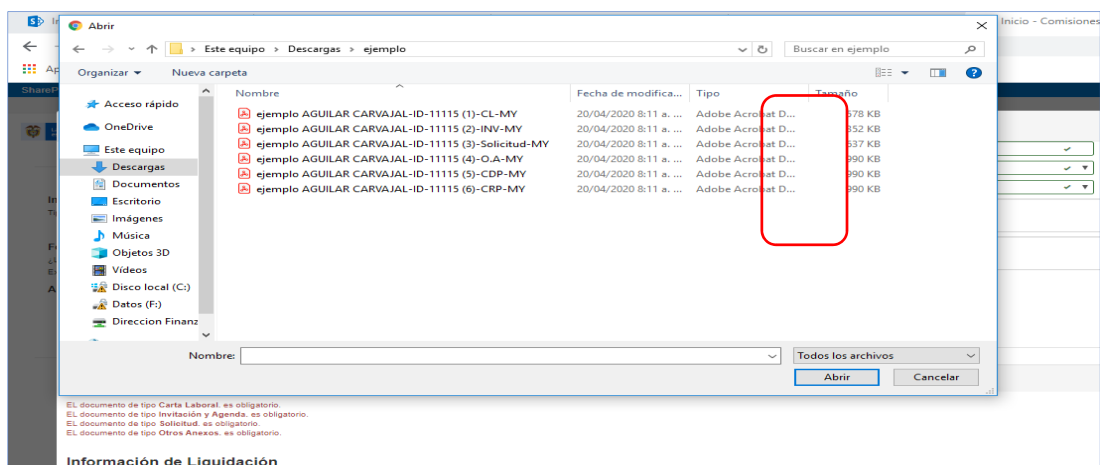 Abrir
Inicio - Comisiones
Este equipo > Descargas > ejemplo
Buscar en ejemplo
Organizar
Nueva carpeta
Nombre Fecha de modifica... Tipo Tamaño
ejemplo AGUILAR CARVAJAL-ID-11115 (1)-CL-MY 20/04/2020 8:11 a. ... Adobe Acrobat D... 578 KB
ejemplo AGUILAR CARVAJAL-ID-11115 (2)-INV-MY 20/04/2020 8:11 a. ... Adobe Acrobat D... 352 KB
ejemplo AGUILAR CARVAJAL-ID-11115 (3)-Solicitud-MY 20/04/2020 8:11 a. ... Adobe Acrobat D... 537 KB
ejemplo AGUILAR CARVAJAL-ID-11115 (4)-O.A-MY 20/04/2020 8:11 a. ... Adobe Acrobat D... 990 KB
ejemplo AGUILAR CARVAJAL-ID-11115 (5)-CDP-MY 20/04/2020 8:11 a. ... Adobe Acrobat D... 990 KB
ejemplo AGUILAR CARVAJAL-ID-11115 (6)-CRP-MY 20/04/2020 8:11 a. ... Adobe Acrobat D... 990 KB
Acceso rápido
OneDrive
Este equipo
Descargas
Documentos
Escritorio
Imágenes
Música
Objetos 3D
Vídeos
Disco local (C:)
Datos (F:)
Direccion Finanz
Nombre:
Todos los archivos
Abrir
Cancelar
EL documento de tipo Carta Laboral. es obligatorio.
EL documento de tipo Invitación y Agenda. es obligatorio.
EL documento de tipo Solicitud. es obligatorio.
EL documento de tipo Otros Anexos. es obligatorio.
Información de Liquidación